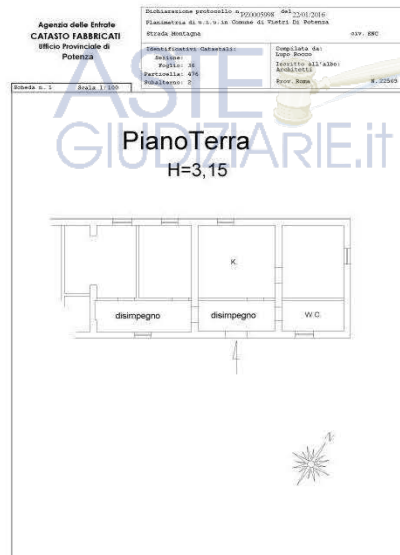 Agenzia delle Entrate
CATASTO FABBRICATI
Ufficio Provinciale di
Potenza
Dichiarazione protocollo n. PZ0005998 del 22/01/2016
Planimetria di u.i.u. in Comune di Vietri Di Potenza
Strada Montagna
civ. SNC
Identificativi Catastali:
Sezione:
Foglio: 38
Particella: 476
Subalterno: 2
Compilata da:
Lupo Rocco
Iscritto all'albo:
Architetti
Prov. Roma
Scheda n. 1
Scala 1:100
ASTE
GIUDIZIARIE.it
PianoTerra
H=3,15
K
disimpegno
disimpegno
W.C.
N